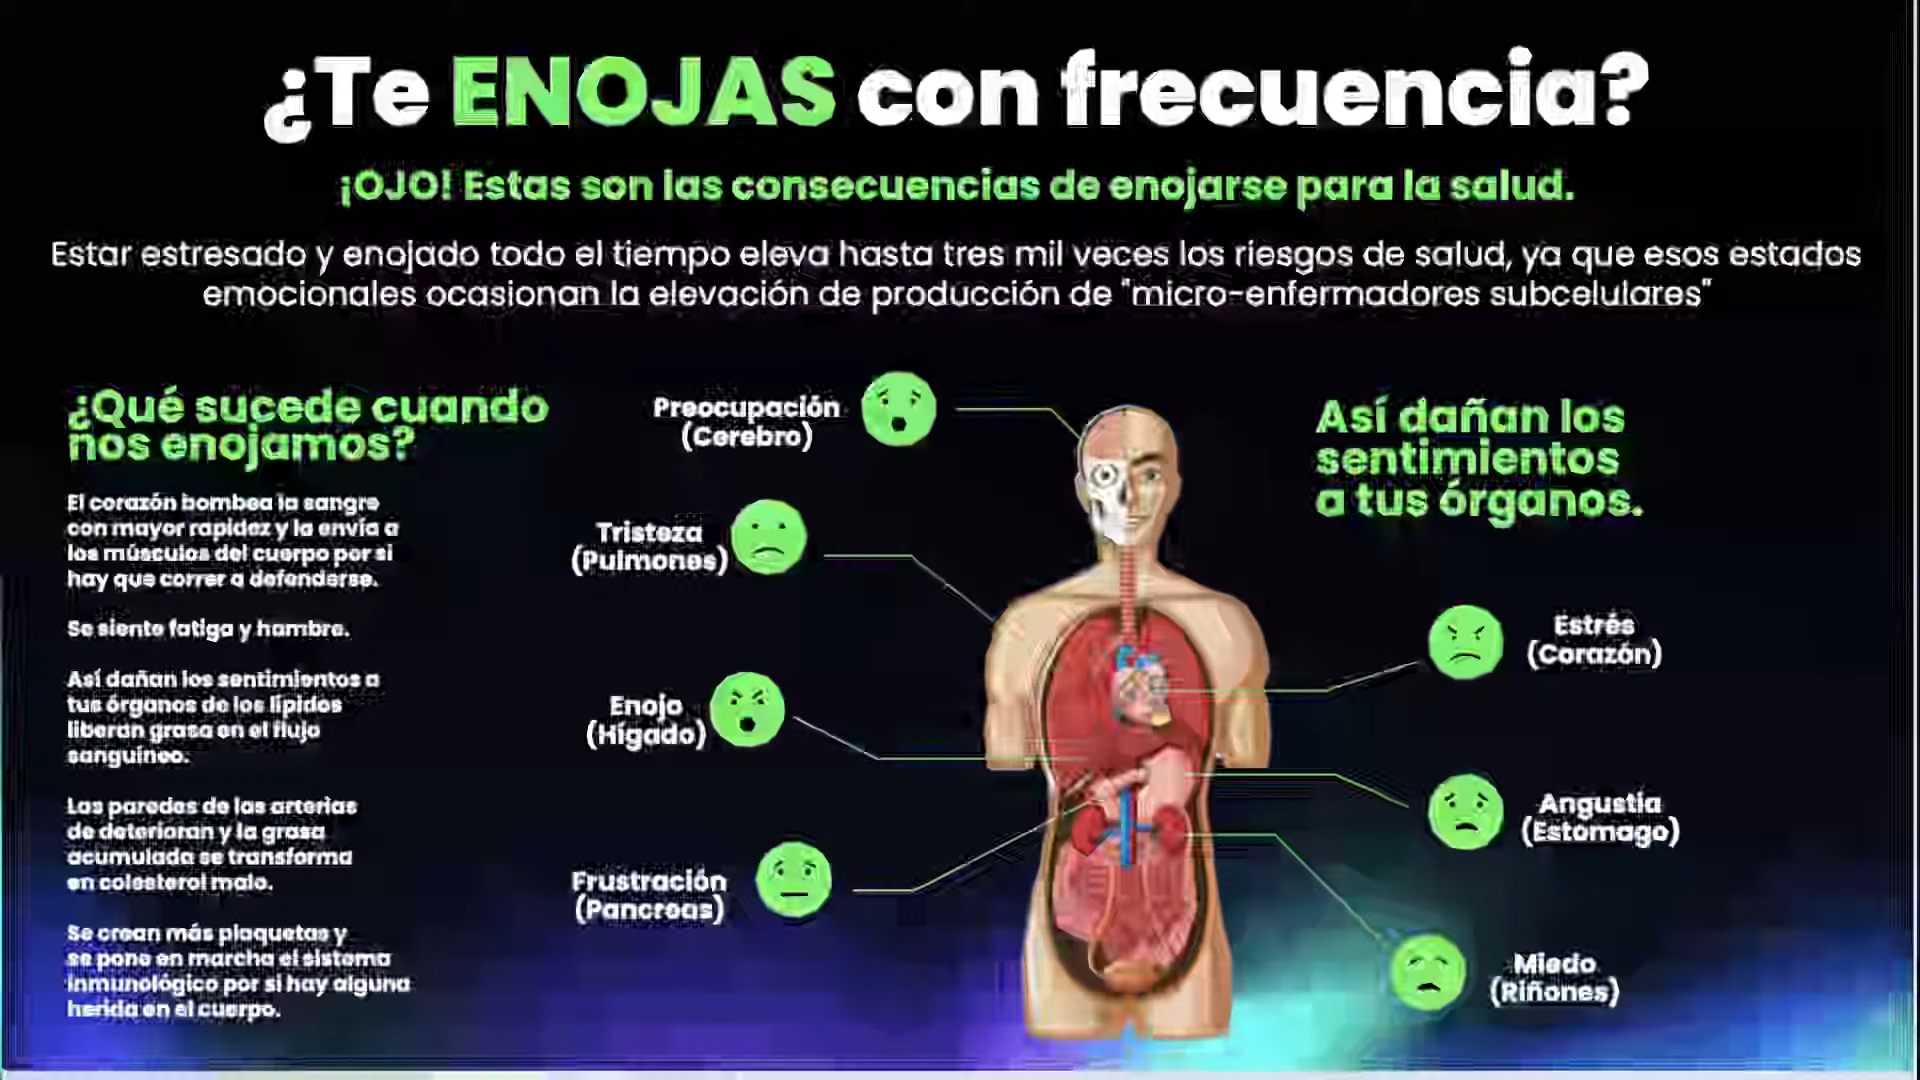 ¿Te ENOJAS con frecuencia?
¡OJO! Estas son las consecuencias de enojarse para la salud.
Estar estresado y enojado todo el tiempo eleva hasta tres mil veces los riesgos de salud, ya que esos estados
emocionales ocasionan la elevación de producción de "micro-enfermadores subcelulares"
¿Qué sucede cuando
nos enojamos?
El corazón bombea la sangre
con mayor rapidez y la envía a
los músculos del cuerpo por si
hay que correr o defenderse.
Se siente fatiga y hambre.
Así dañan los sentimientos a
tus órganos de los lípidos
liberan grasa en el flujo
sanguíneo.
Las paredes de las arterias
de deterioran y la grasa
acumulada se transforma
en colesterol malo.
Se crean más plaquetas y
se pone en marcha el sistema
inmunológico por si hay alguna
herida en el cuerpo.
Preocupación
(Cerebro)
Tristeza
(Pulmones)
Enojo
(Hígado)
Frustración
(Pancreas)
Así dañan los
sentimientos
a tus órganos.
Estrés
(Corazón)
Angustia
(Estomago)
Miedo
(Riñones)